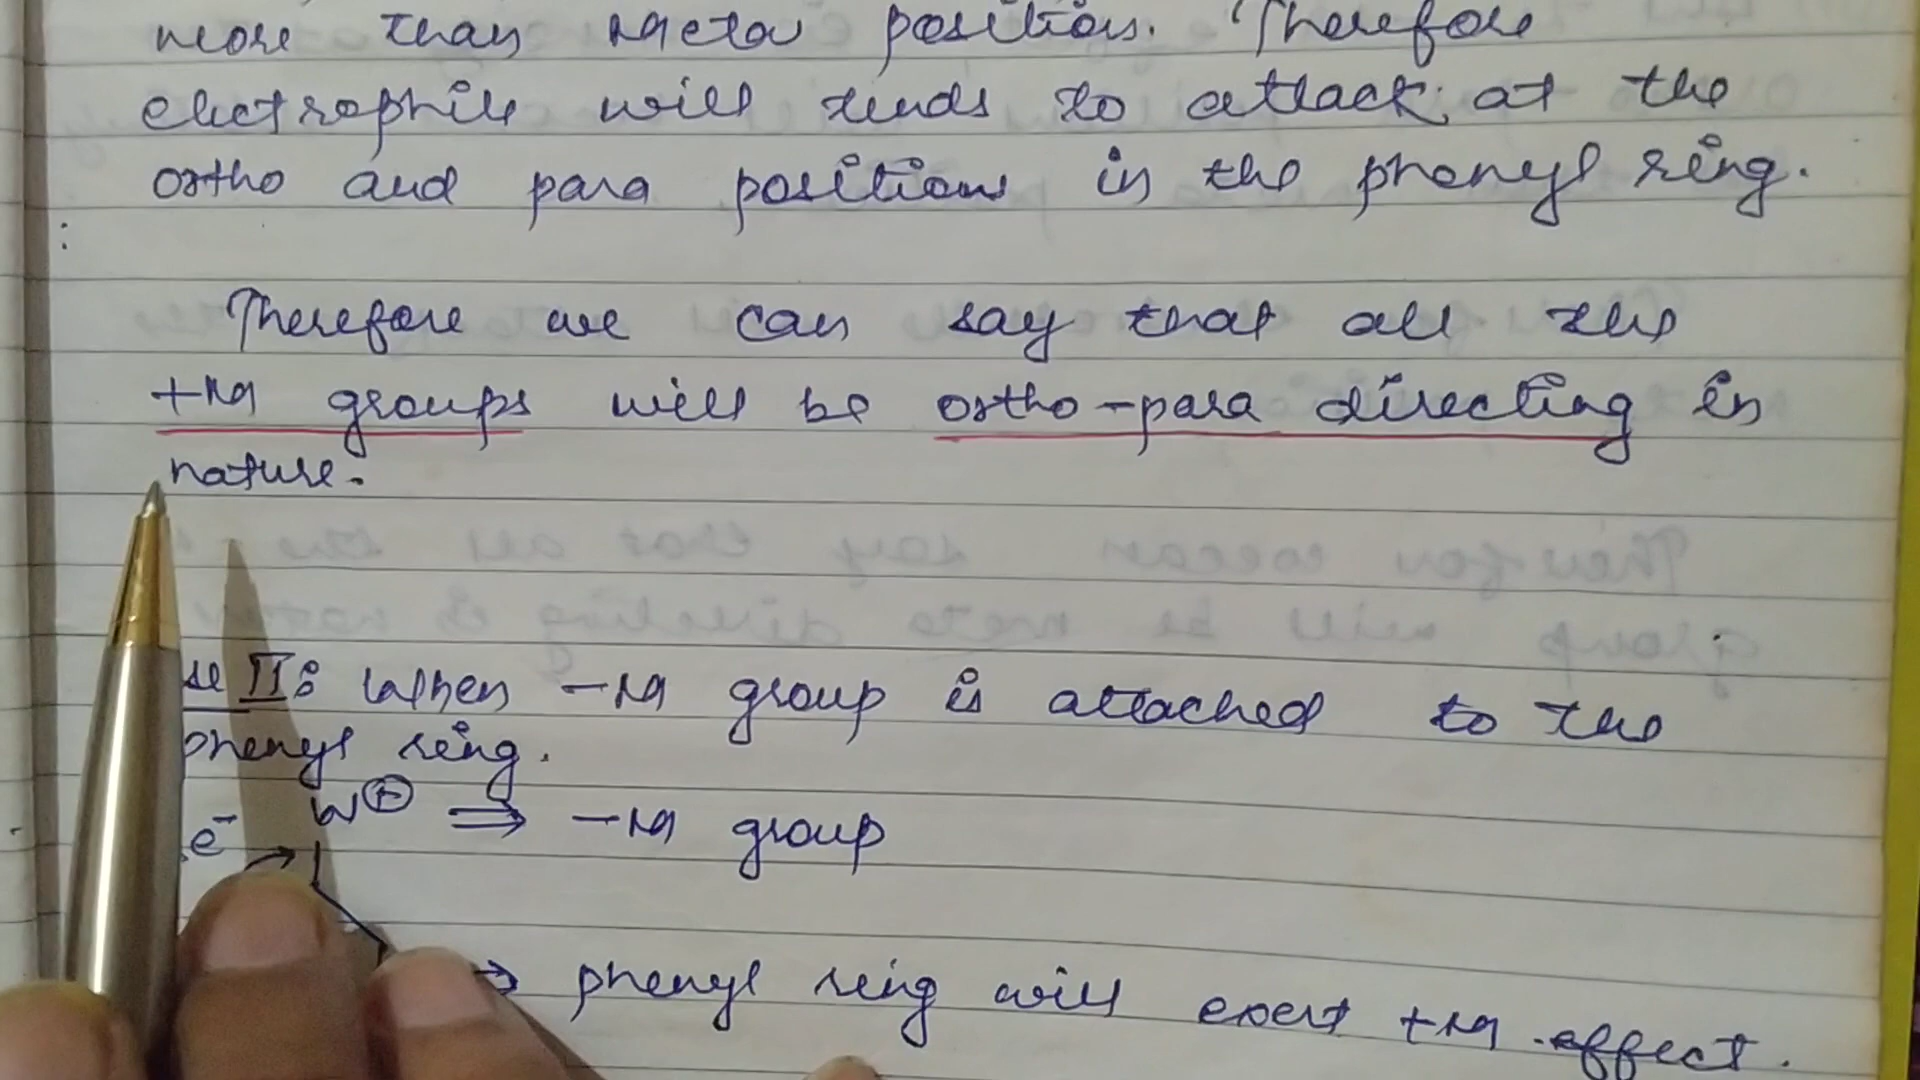 more than meta positions. Therefore
electrophile will tends to attack at the
ortho and para positions in the phenyl ring.
:
Therefore we can say that all the
+M groups will be ortho-para directing in
nature.
se II: When -M group is attached to the
phenyl ring.
W⊕ ⇒ -M group
e⁻
→ phenyl ring will exert +M effect.